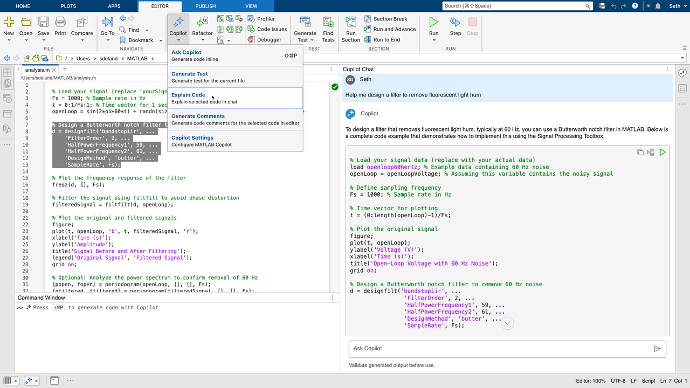 HOME PLOTS APPS EDITOR PUBLISH VIEW Search (⌘⇧Space) Seth
New Open Save Print Compare Go To Find Bookmark Copilot Refactor Profiler Code Issues Debugger Generate Test Find Tests Run Section Section Break Run and Advance Run to End Run Step Stop
FILE NAVIGATE TEST SECTION RUN
/ Users / sdeland / MATLAB /
analysis.m
/Users/sdeland/MATLAB/analysis.m
Ask Copilot ⇧⌘P
Generate code inline
Generate Test
Generate test for the current file
Explain Code
Explain selected code in chat
Generate Comments
Generate code comments for the selected code in editor
Copilot Settings
Configure MATLAB Copilot
% Load your signal (replace 'yourSig
Fs = 1000; % Sample rate in Hz
t = 0:1/Fs:1; % Time vector for 1 sec
openLoop = sin(2*pi*60*t) + randn(siz
% Design a Butterworth notch filter t
d = designfilt('bandstopiir', ...
'FilterOrder', 2, ...
'HalfPowerFrequency1', 59, ...
'HalfPowerFrequency2', 61, ...
'DesignMethod', 'butter', ...
'SampleRate', Fs);
% Plot the frequency response of the filter
freqz(d, [], Fs);
% Filter the signal using filtfilt to avoid phase distortion
filteredSignal = filtfilt(d, openLoop);
% Plot the original and filtered signals
figure;
plot(t, openLoop, 'b', t, filteredSignal, 'r');
xlabel('Time (s)');
ylabel('Amplitude');
title('Signal Before and After Filtering');
legend('Original Signal', 'Filtered Signal');
grid on;
% Optional: Analyze the power spectrum to confirm removal of 60 Hz
[popen, fopen] = periodogram(openLoop, [], [], Fs);
Command Window
>> Press ⇧⌘P to generate code with Copilot
Copilot Chat
Seth
Help me design a filter to remove fluorescent light hum
Copilot
To design a filter that removes fluorescent light hum, typically at 60 Hz, you can use a Butterworth notch filter in MATLAB. Below is
a complete code example that demonstrates how to implement this using the Signal Processing Toolbox.
% Load your signal data (replace with your actual data)
load openloop60hertz; % Example data containing 60 Hz noise
openLoop = openLoopVoltage; % Assuming this variable contains the noisy signal
% Define sampling frequency
Fs = 1000; % Sample rate in Hz
% Time vector for plotting
t = (0:length(openLoop)-1)/Fs;
% Plot the original signal
figure;
plot(t, openLoop);
ylabel('Voltage (V)');
xlabel('Time (s)');
title("Open-Loop Voltage with 60 Hz Noise");
grid on;
% Design a Butterworth notch filter to remove 60 Hz noise
d = designfilt('bandstopiir', ...
'FilterOrder', 2, ...
'HalfPowerFrequency1', 59, ...
'HalfPowerFrequency2', 61, ...
'DesignMethod', 'butter', ...
'SampleRate', Fs);
Ask Copilot
Validate generated output before use.
Editor: 100% UTF-8 LF Script Ln 7 Col 1